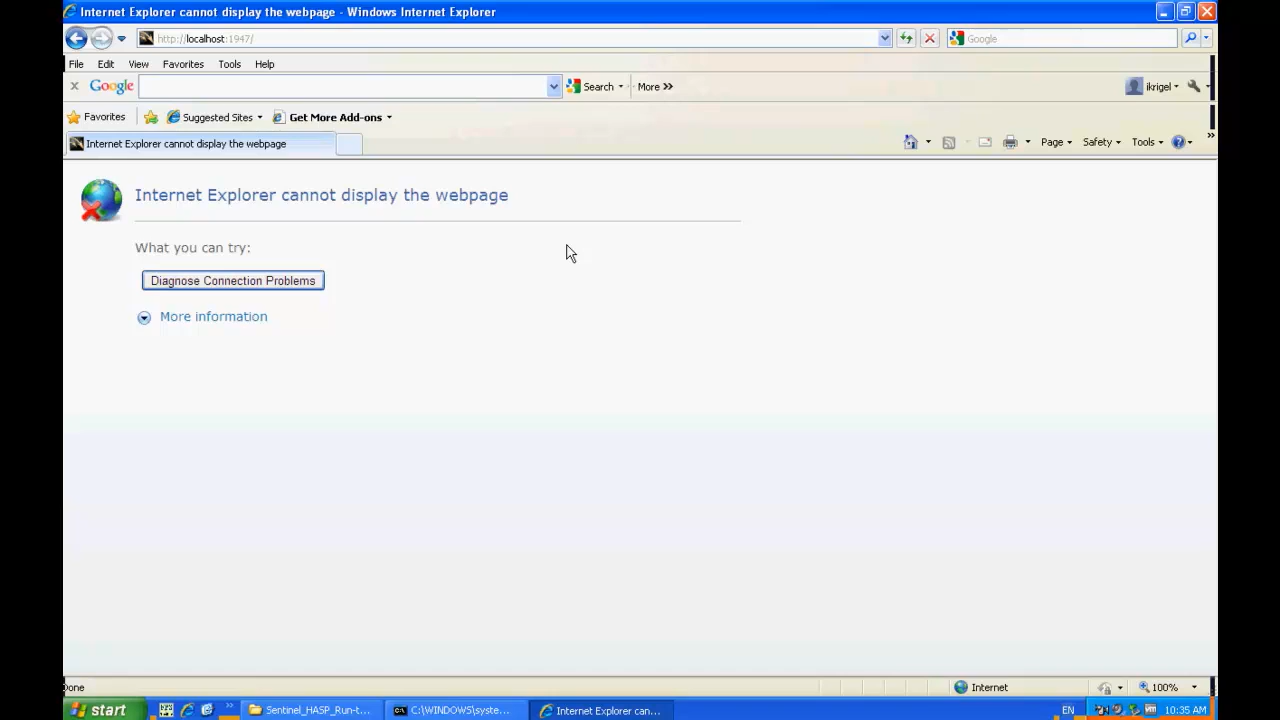 Internet Explorer cannot display the webpage - Windows Internet Explorer
http://localhost:1947/
Google
File Edit View Favorites Tools Help
x Google Search More »
ikrigel
Favorites Suggested Sites Get More Add-ons
Internet Explorer cannot display the webpage
Page Safety Tools
Internet Explorer cannot display the webpage
What you can try:
Diagnose Connection Problems
More information
Done
Internet
100%
start
Sentinel_HASP_Run-t...
C:\WINDOWS\syste...
Internet Explorer can...
EN
10:35 AM